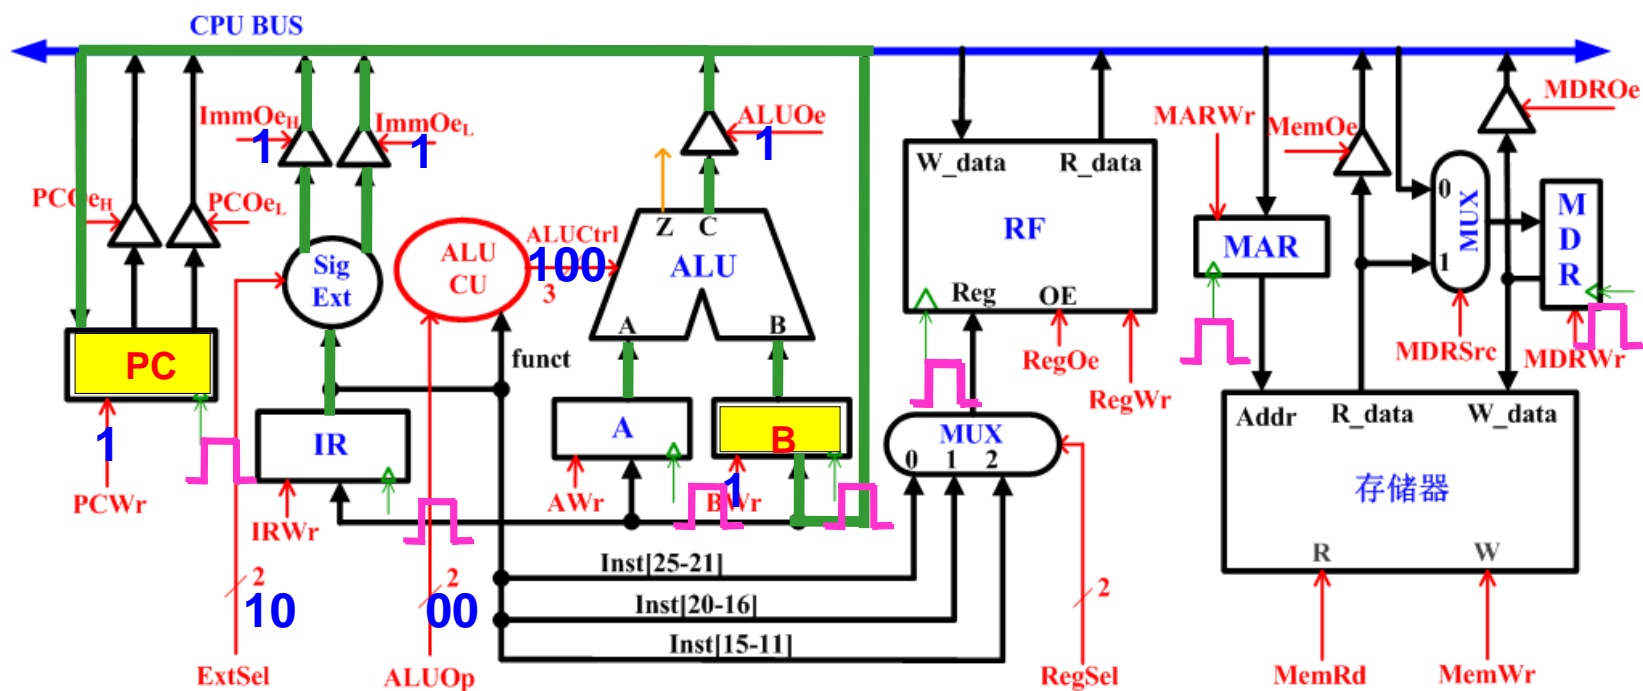 CPU BUS
ImmOeH
1
ImmOeL
1
ALUOe
1
MDROe
MARWr
MemOe
W_data
R_data
PCOeH
PCOeL
Z
C
ALUCtrl
100
3
ALU
CU
ALU
Sig
Ext
RF
MAR
0
MUX
1
M
D
R
A
B
Reg
OE
PC
funct
RegOe
RegWr
MDRSrc
MDRWr
1
PCWr
IR
A
B
MUX
0
1
2
Addr
R_data
W_data
存储器
IRWr
AWr
BWr
1
Inst[25-21]
R
W
2
10
2
00
Inst[20-16]
2
Inst[15-11]
ExtSel
ALUOp
RegSel
MemRd
MemWr